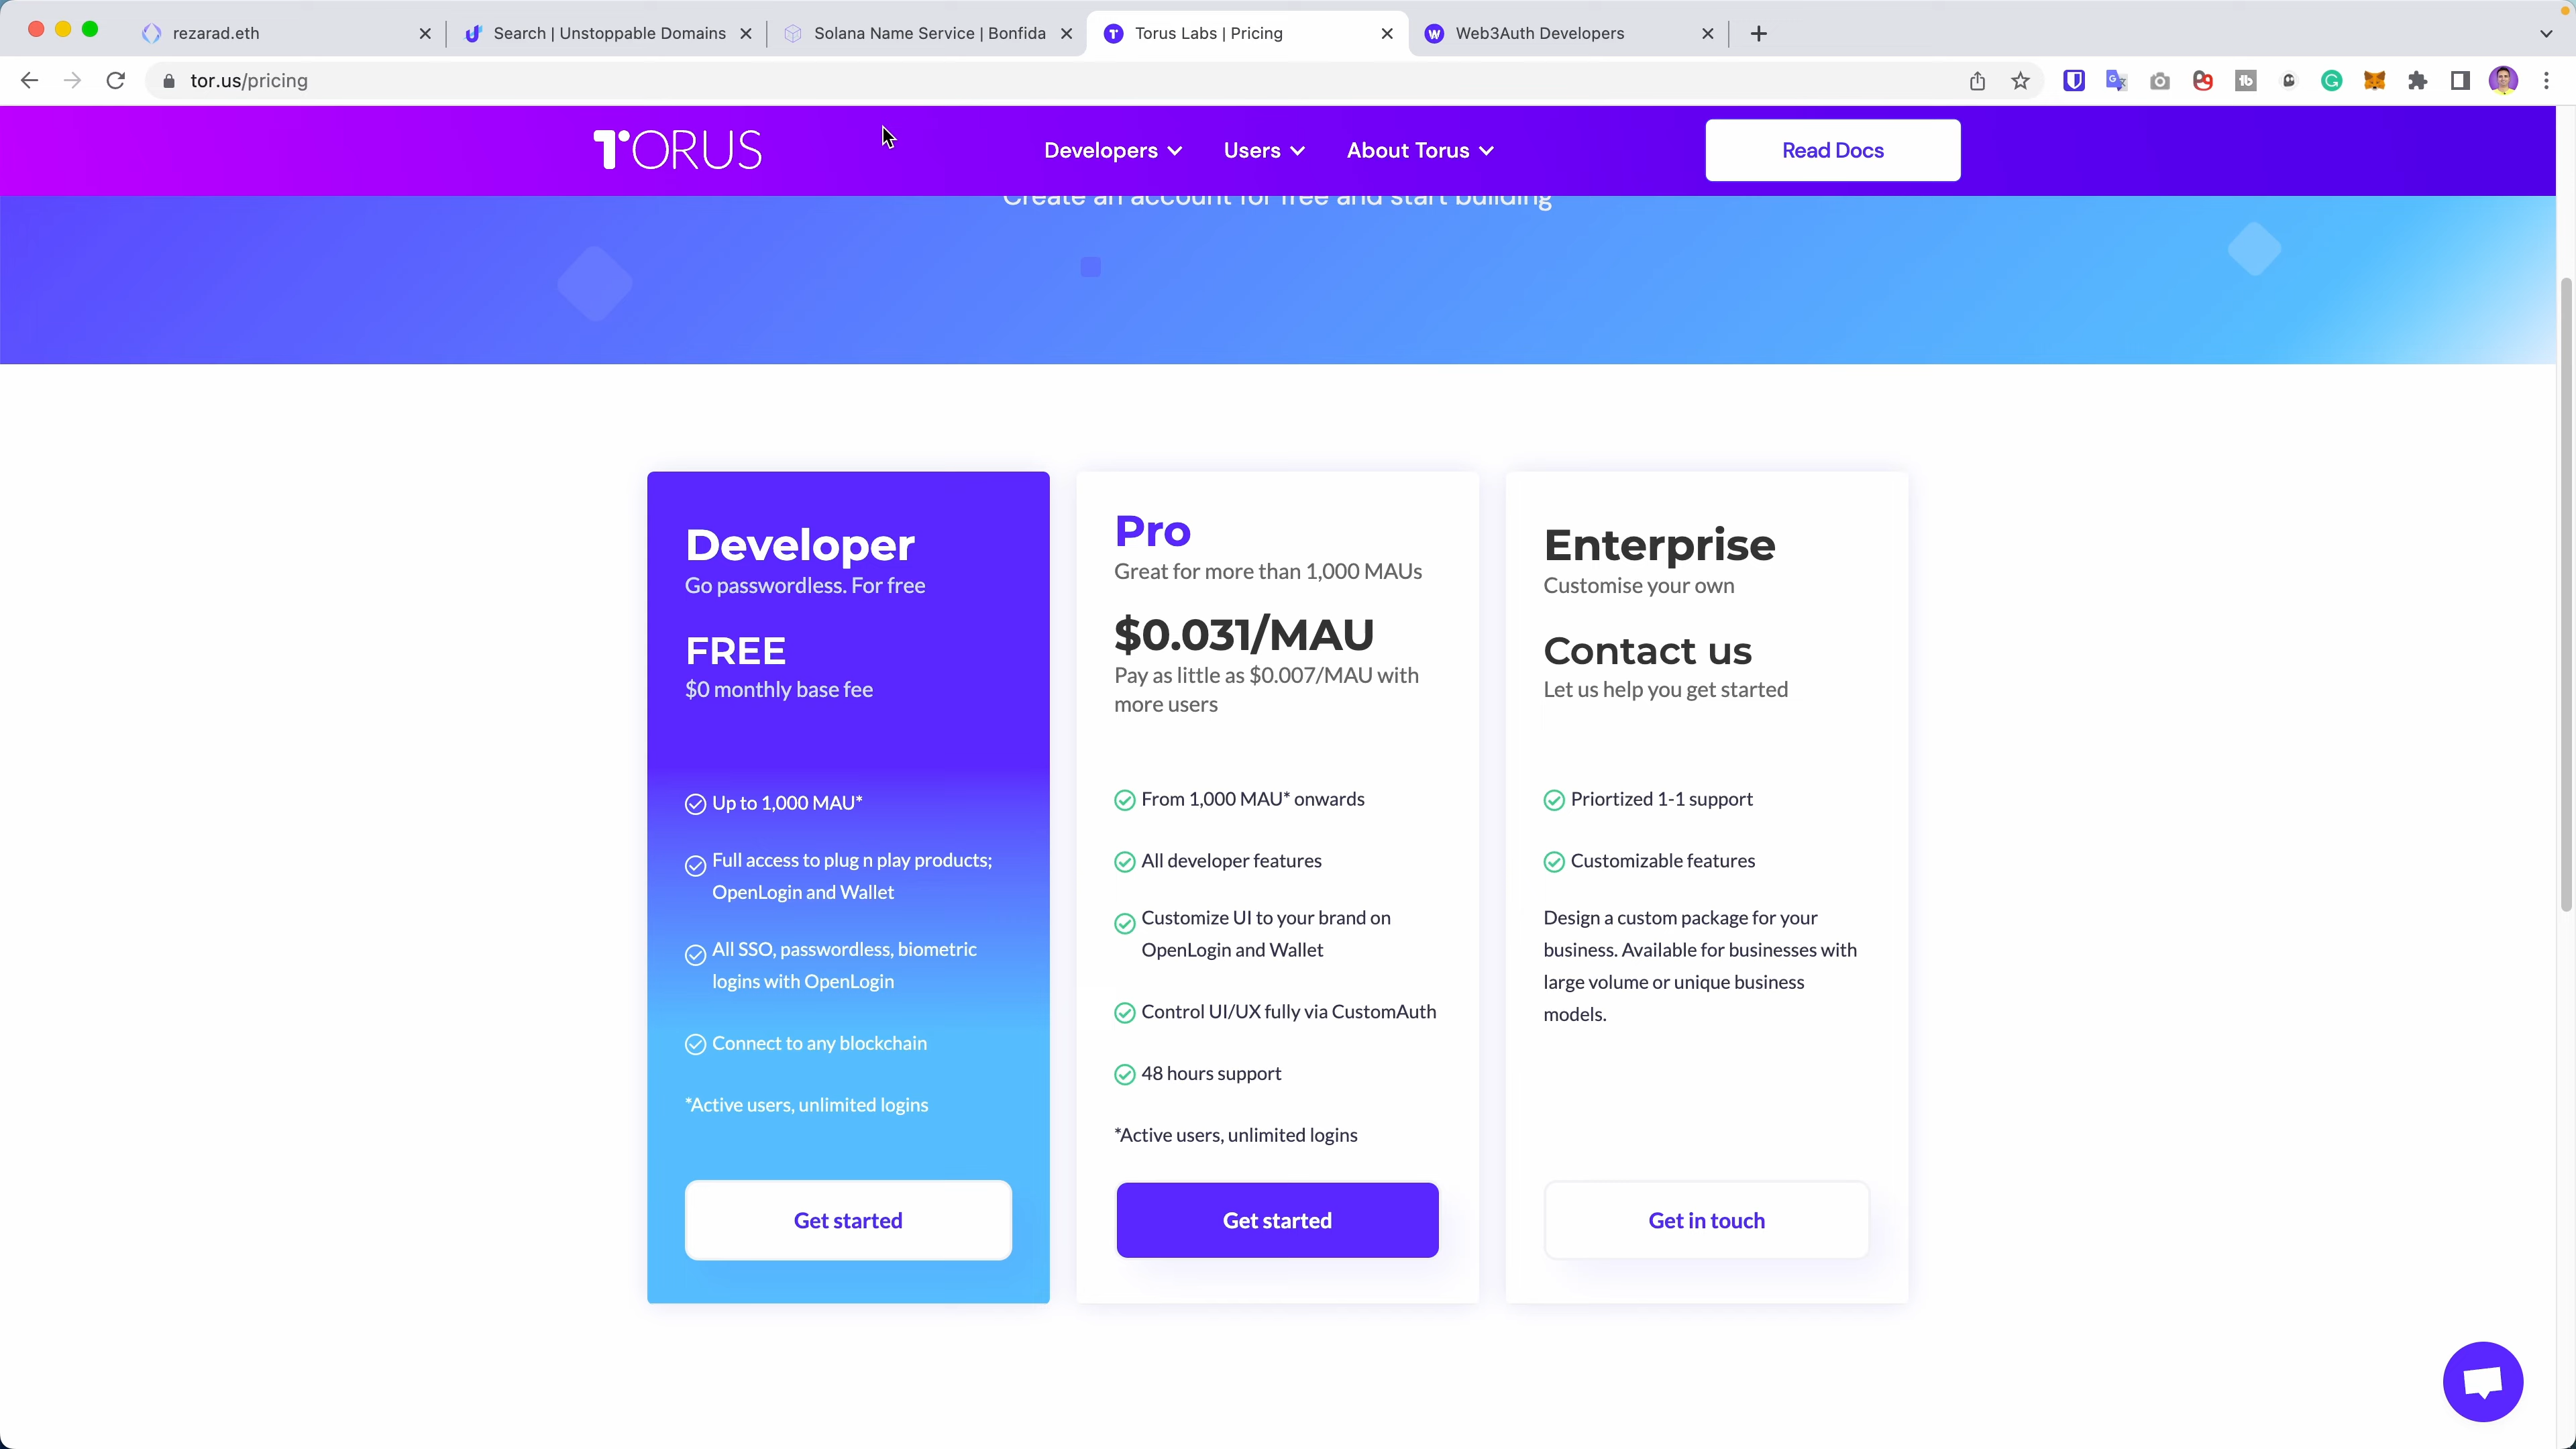 rezarad.eth
Search | Unstoppable Domains
Solana Name Service | Bonfida
Torus Labs | Pricing
Web3Auth Developers
tor.us/pricing
TORUS
Developers
Users
About Torus
Read Docs
Create an account for free and start building
Developer
Go passwordless. For free
FREE
$0 monthly base fee
Up to 1,000 MAU*
Full access to plug n play products;
OpenLogin and Wallet
All SSO, passwordless, biometric
logins with OpenLogin
Connect to any blockchain
*Active users, unlimited logins
Get started
Pro
Great for more than 1,000 MAUs
$0.031/MAU
Pay as little as $0.007/MAU with
more users
From 1,000 MAU* onwards
All developer features
Customize UI to your brand on
OpenLogin and Wallet
Control UI/UX fully via CustomAuth
48 hours support
*Active users, unlimited logins
Get started
Enterprise
Customise your own
Contact us
Let us help you get started
Priortized 1-1 support
Customizable features
Design a custom package for your
business. Available for businesses with
large volume or unique business
models.
Get in touch